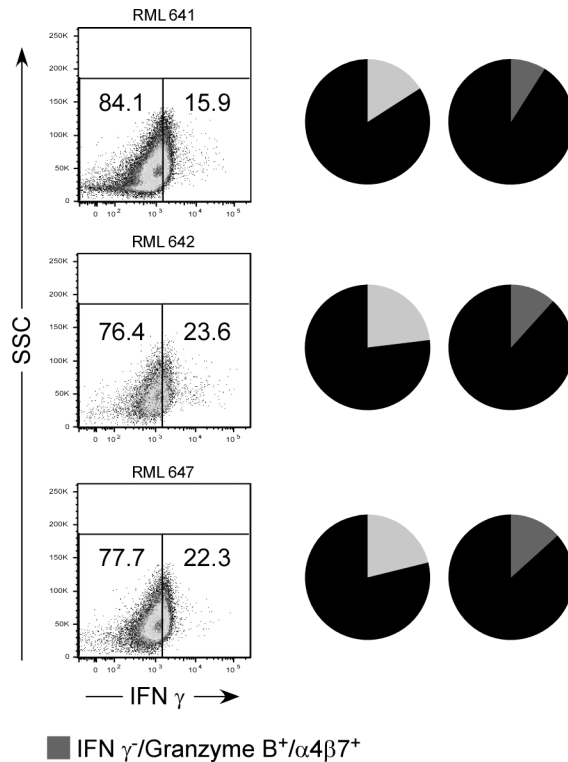 RML 641
250K
200K
150K
100K
50K
0
84.1 15.9
0 10² 10³ 10⁴ 10⁵
RML 642
250K
200K
150K
100K
50K
0
76.4 23.6
0 10² 10³ 10⁴ 10⁵
RML 647
250K
200K
150K
100K
50K
0
77.7 22.3
0 10² 10³ 10⁴ 10⁵
SSC
IFN γ
IFN γ⁻/Granzyme B⁺/α4β7⁺